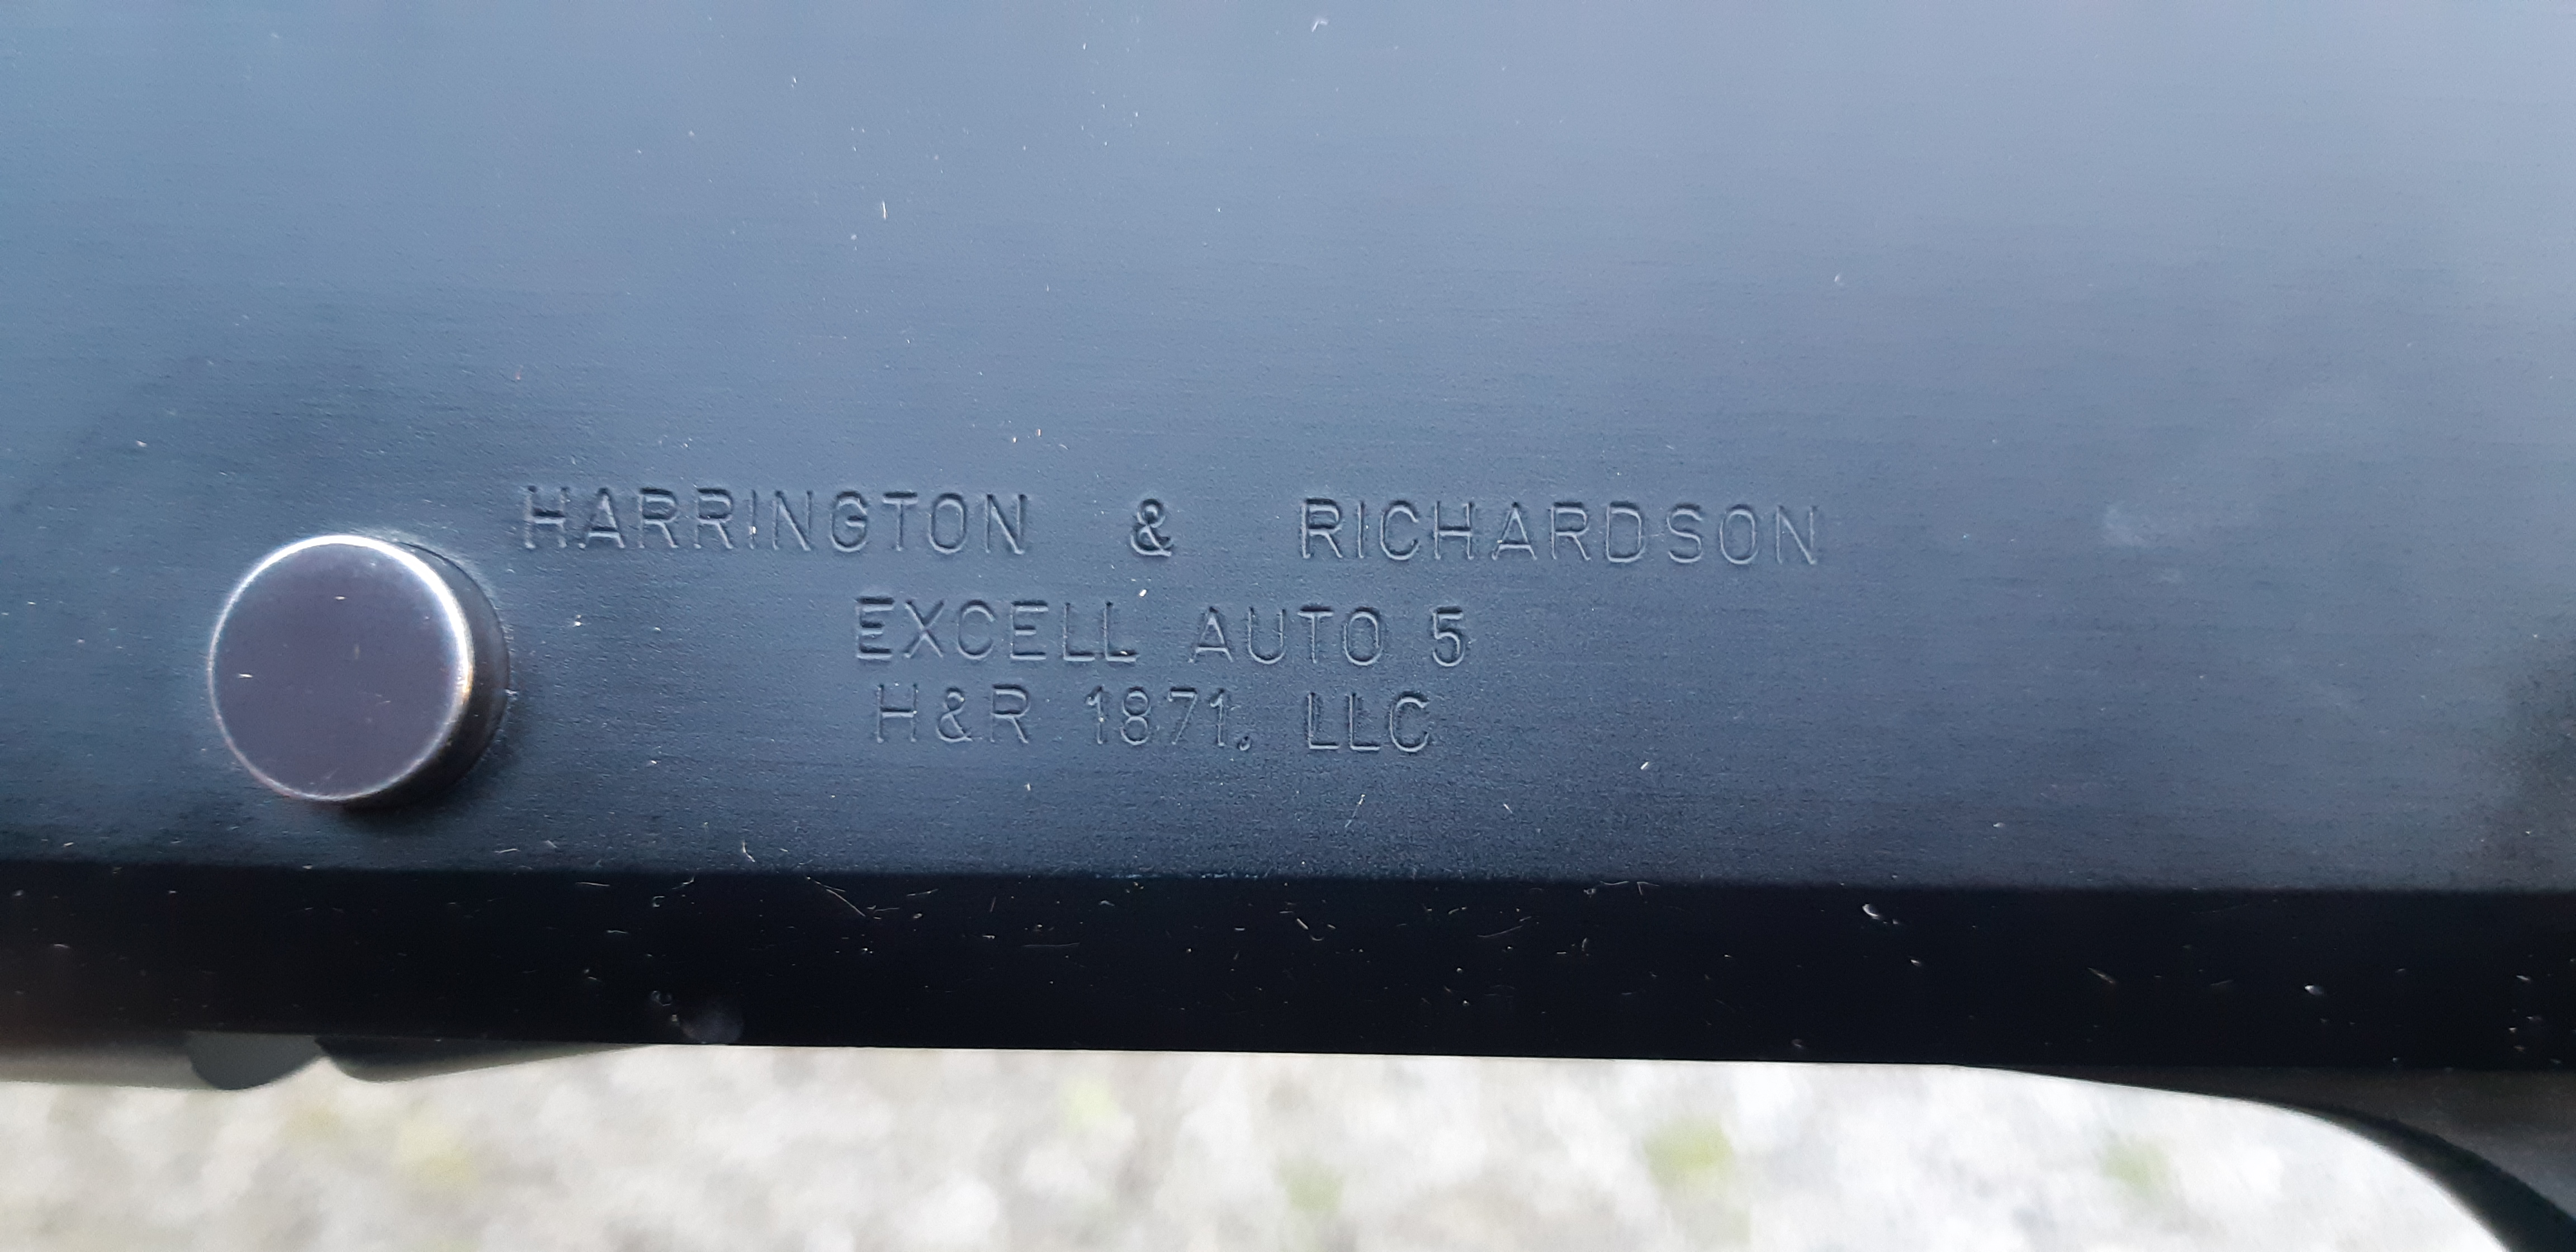 HARRINGTON & RICHARDSON
EXCELL AUTO 5
H&R 1871, LLC